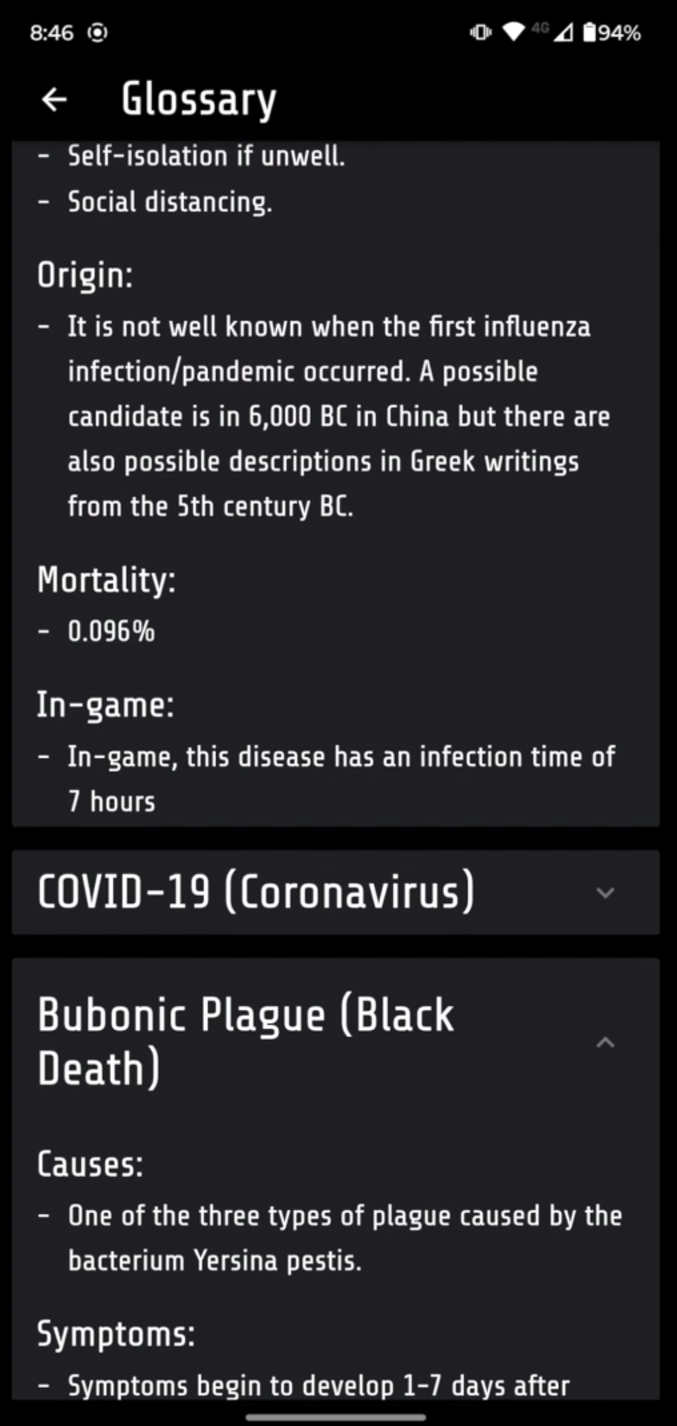 8:46
4G 94%
Glossary
- Self-isolation if unwell.
- Social distancing.
Origin:
- It is not well known when the first influenza
infection/pandemic occurred. A possible
candidate is in 6,000 BC in China but there are
also possible descriptions in Greek writings
from the 5th century BC.
Mortality:
- 0.096%
In-game:
- In-game, this disease has an infection time of
7 hours
COVID-19 (Coronavirus)
Bubonic Plague (Black
Death)
Causes:
- One of the three types of plague caused by the
bacterium Yersina pestis.
Symptoms:
- Symptoms begin to develop 1-7 days after